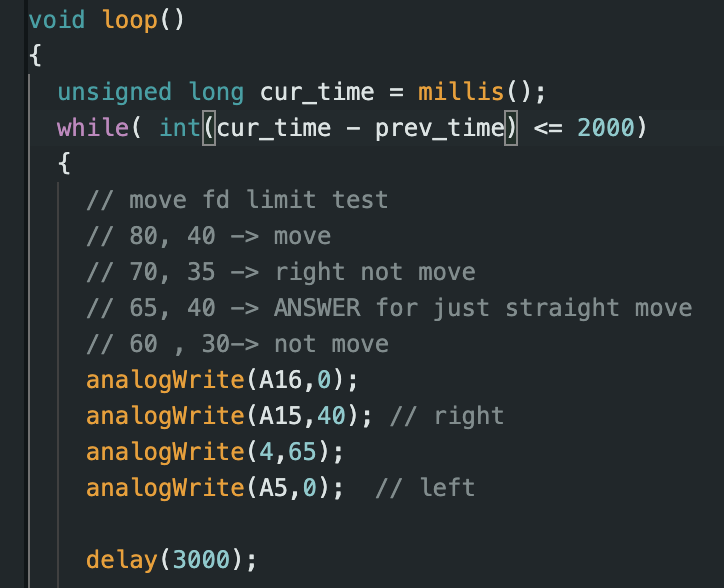 void loop()
{
unsigned long cur_time = millis();
while( int(cur_time - prev_time) <= 2000)
{
// move fd limit test
// 80, 40 -> move
// 70, 35 -> right not move
// 65, 40 -> ANSWER for just straight move
// 60 , 30-> not move
analogWrite(A16,0);
analogWrite(A15,40); // right
analogWrite(4,65);
analogWrite(A5,0);  // left
delay(3000);